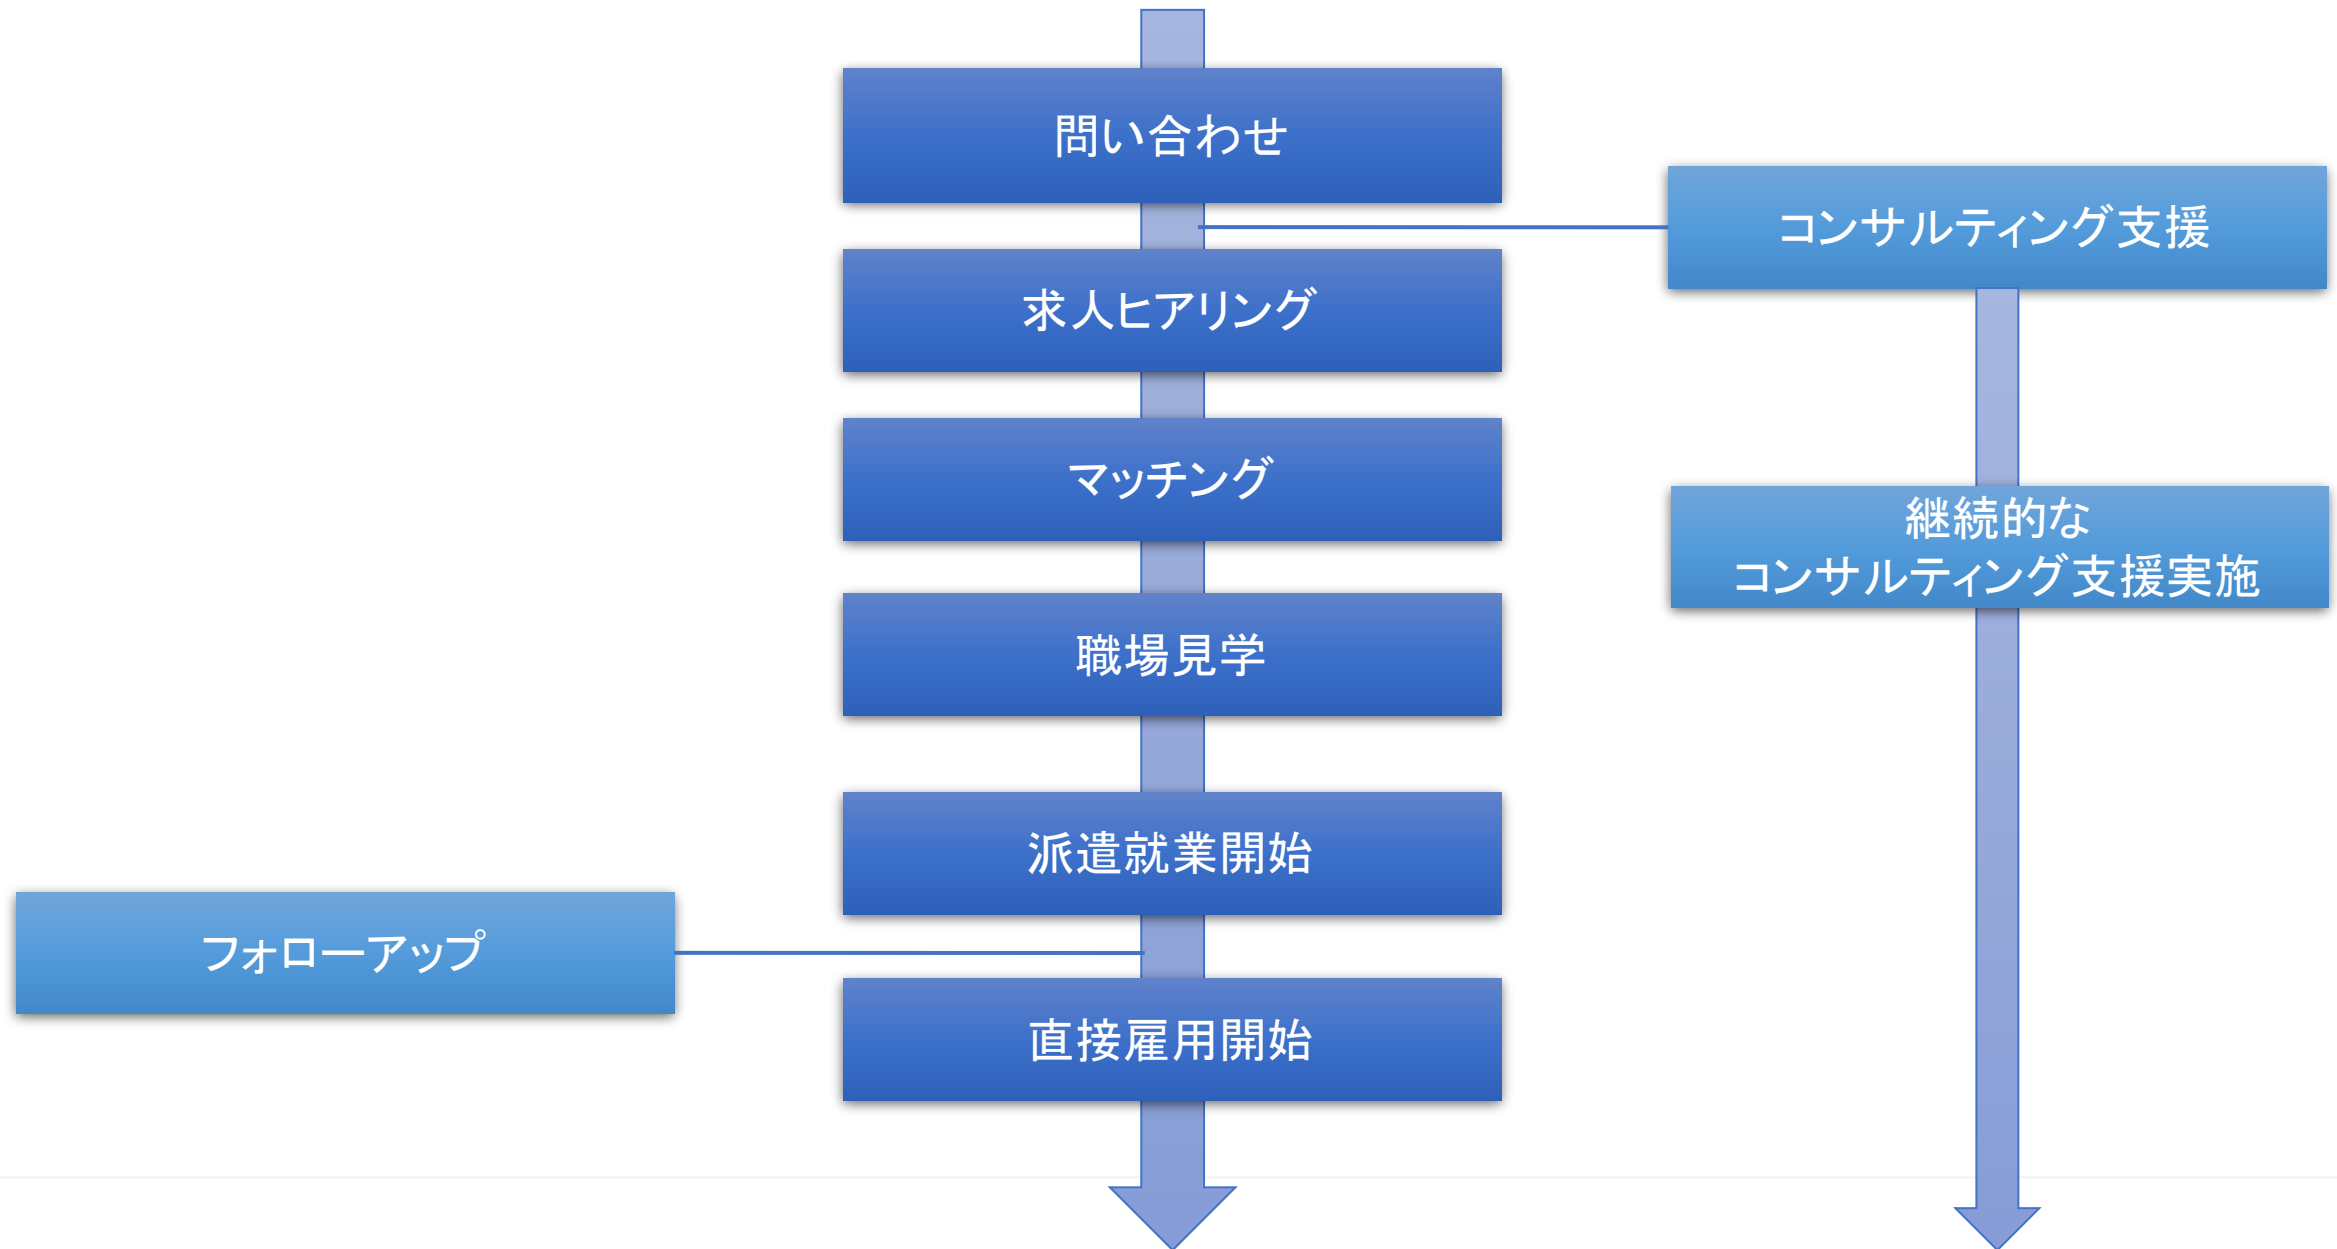 問い合わせ
コンサルティング支援
求人ヒアリング
マッチング
継続的な
コンサルティング支援実施
職場見学
派遣就業開始
フォローアップ
直接雇用開始